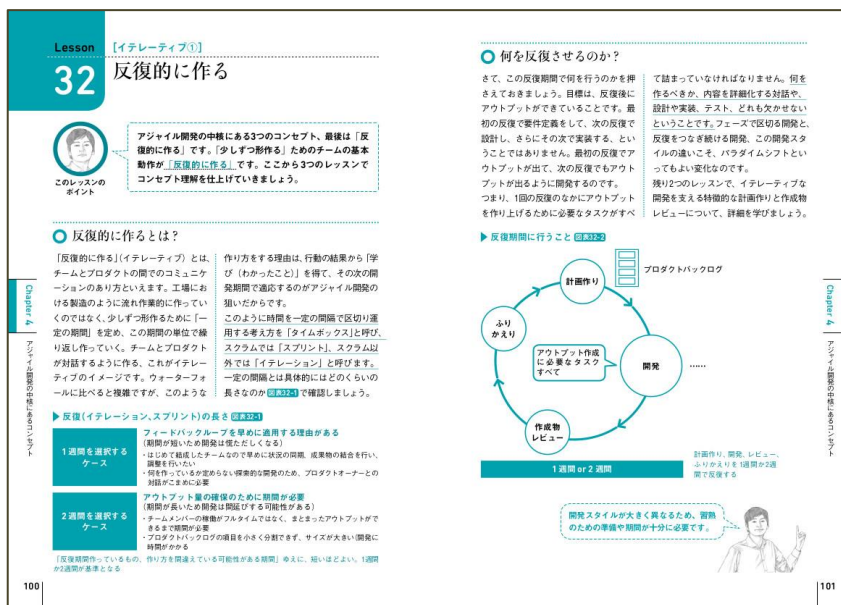 Lesson
32
[イテレーティブ①]
反復的に作る
このレッスンの
ポイント
アジャイル開発の中核にある3つのコンセプト、最後は「反
復的に作る」です。「少しずつ形作る」ためのチームの基本
動作が「反復的に作る」です。ここから3つのレッスンで
コンセプト理解を仕上げていきましょう。
反復的に作るとは？
「反復的に作る」（イテレーティブ）とは、
チームとプロダクトの間でのコミュニケ
ーションのあり方といえます。工場にお
ける製造のように流れ作業的に作ってい
くのではなく、少しずつ形作るために「一
定の期間」を定め、この期間の単位で繰
り返し作っていく。チームとプロダクト
が対話するように作る、これがイテレー
ティブのイメージです。ウォーターフォ
ールに比べると複雑ですが、このような
作り方をする理由は、行動の結果から「学
び（わかったこと）」を得て、その次の開
発期間で適応するのがアジャイル開発の
狙いだからです。
このように時間を一定の間隔で区切り運
用する考え方を「タイムボックス」と呼び、
スクラムでは「スプリント」、スクラム以
外では「イテレーション」と呼びます。
一定の間隔とは具体的にはどのくらいの
長さなのか 図表32-1 で確認しましょう。
▶ 反復（イテレーション、スプリント）の長さ 図表32-1
1週間を選択する
ケース
フィードバックループを早めに適用する理由がある
（期間が短いため開発は慌ただしくなる）
・はじめて結成したチームなので早めに状況の同期、成果物の結合を行い、
調整を行いたい
・何を作っているか定めらない探索的な開発のため、プロダクトオーナーとの
対話がこまめに必要
2週間を選択する
ケース
アウトプット量の確保のために期間が必要
（期間が長いため開発は間延びする可能性がある）
・チームメンバーの稼働がフルタイムではなく、まとまったアウトプットがで
きるまで期間が必要
・プロダクトバックログの項目を小さく分割できず、サイズが大きい（開発に
時間がかかる
「反復期間作っているもの、作り方を間違えている可能性がある期間」ゆえに、短いほどよい。1週間
か2週間が基準となる
100
Chapter 4
アジャイル開発の中核にあるコンセプト
何を反復させるのか？
さて、この反復期間で何を行うのかを押
さえておきましょう。目標は、反復後に
アウトプットができていることです。最
初の反復で要件定義をして、次の反復で
設計し、さらにその次で実装する、とい
うことではありません。最初の反復でア
ウトプットが出て、次の反復でもアウト
プットが出るように開発するのです。
つまり、1回の反復のなかにアウトプット
を作り上げるために必要なタスクがすべ
て詰まっていなければなりません。何を
作るべきか、内容を詳細化する対話や、
設計や実装、テスト、どれも欠かせない
ということです。フェーズで区切る開発と、
反復をつなぎ続ける開発、この開発スタ
イルの違いこそ、パラダイムシフトといっ
てもよい変化なのです。
残り2つのレッスンで、イテレーティブな
開発を支える特徴的な計画作りと作成物
レビューについて、詳細を学びましょう。
▶ 反復期間に行うこと 図表32-2
計画作り
プロダクトバックログ
ふり
かえり
アウトプット作成
に必要なタスク
すべて
開発
……
作成物
レビュー
1週間 or 2 週間
計画作り、開発、レビュー、
ふりかえりを1週間か2週
間で反復する
開発スタイルが大きく異なるため、習熟
のための準備や期間が十分に必要です。
Chapter 4
アジャイル開発の中核にあるコンセプト
101